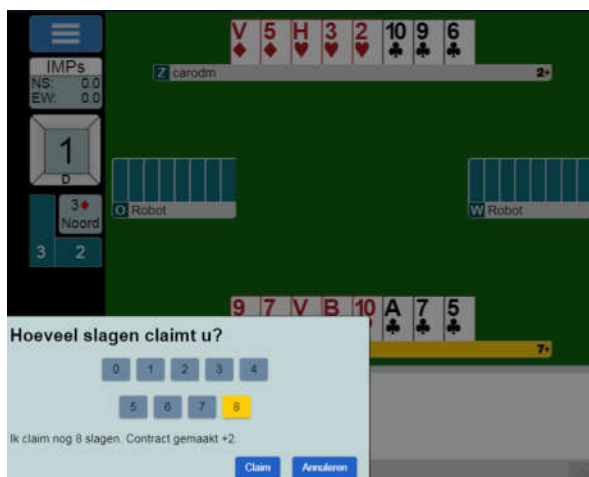 V 5 H 3 2 10 9 6
IMPs
NS: 0.0
EW: 0.0
Z carodm 2+
1
D
3♦
Noord
3 2
O Robot
W Robot
9 7 V B 10 A 7 5
7+
Hoeveel slagen claimt u?
0 1 2 3 4
5 6 7 8
Ik claim nog 8 slagen. Contract gemaakt +2.
Claim Annuleren